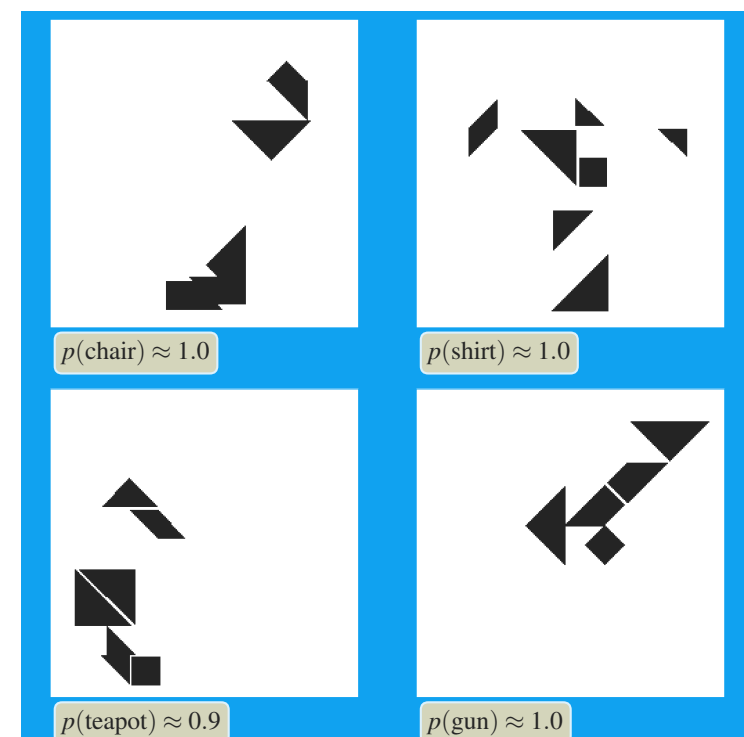 p(chair) ≈ 1.0
p(shirt) ≈ 1.0
p(teapot) ≈ 0.9
p(gun) ≈ 1.0